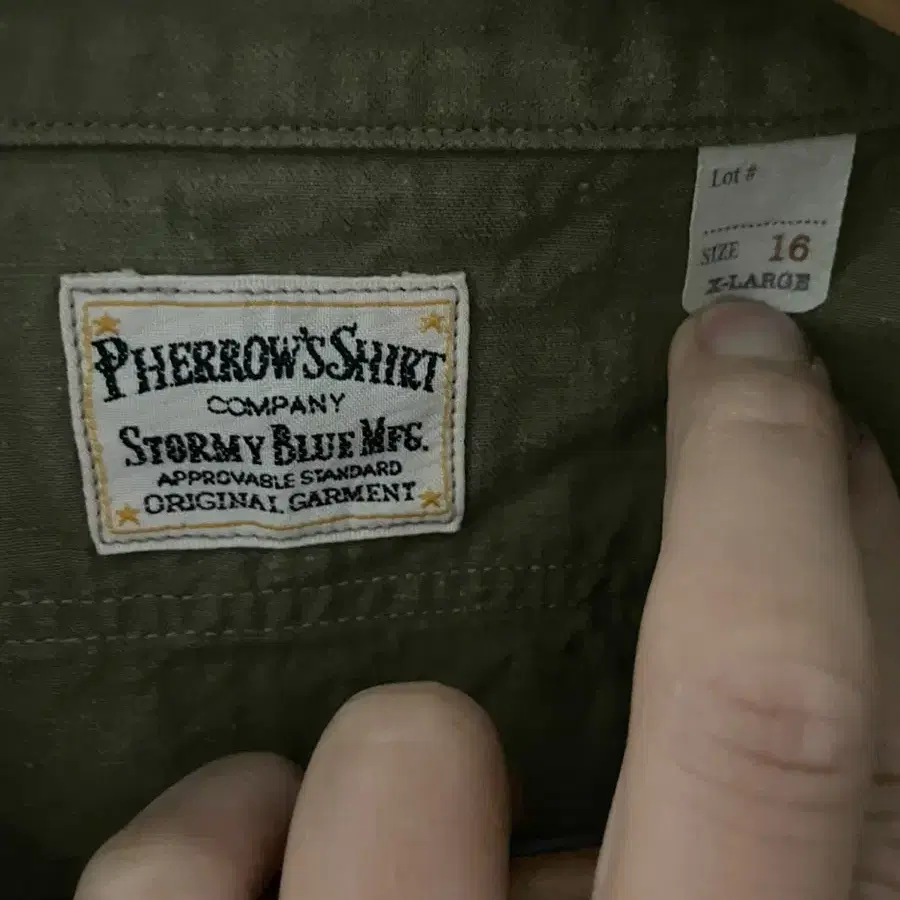 PHERROW'S SHIRT
COMPANY
STORMY BLUE MFG.
APPROVABLE STANDARD
ORIGINAL GARMENT
Lot #
SIZE 16
X-LARGE